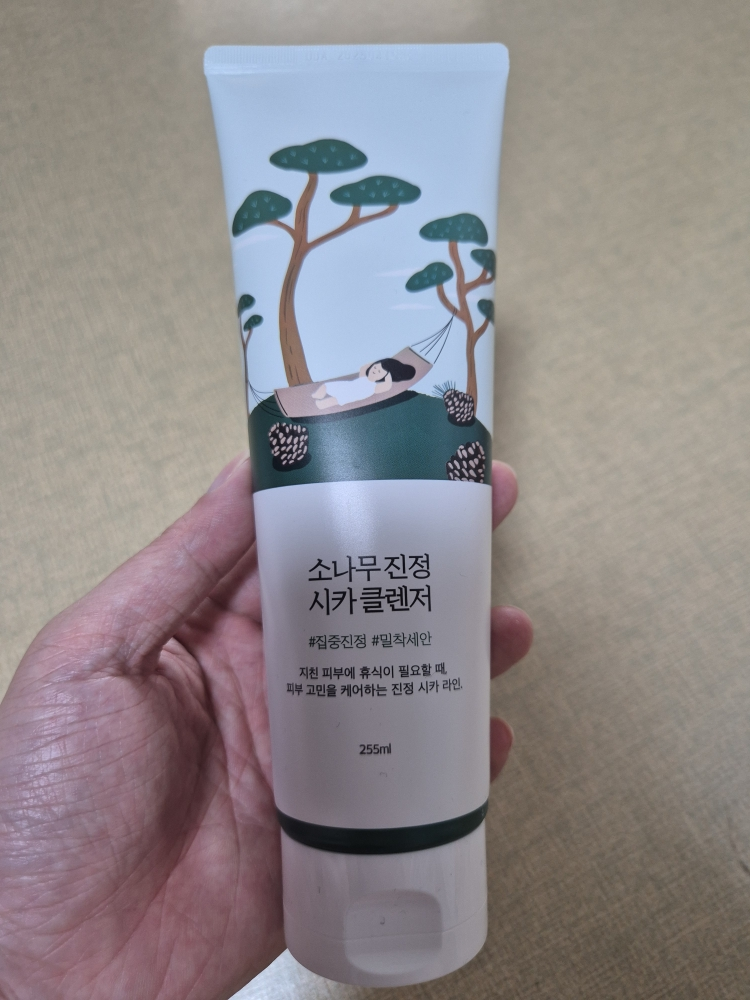 소나무 진정
시카 클렌저
#집중진정 #밀착세안
지친 피부에 휴식이 필요할 때,
피부 고민을 케어하는 진정 시카 라인.
255ml